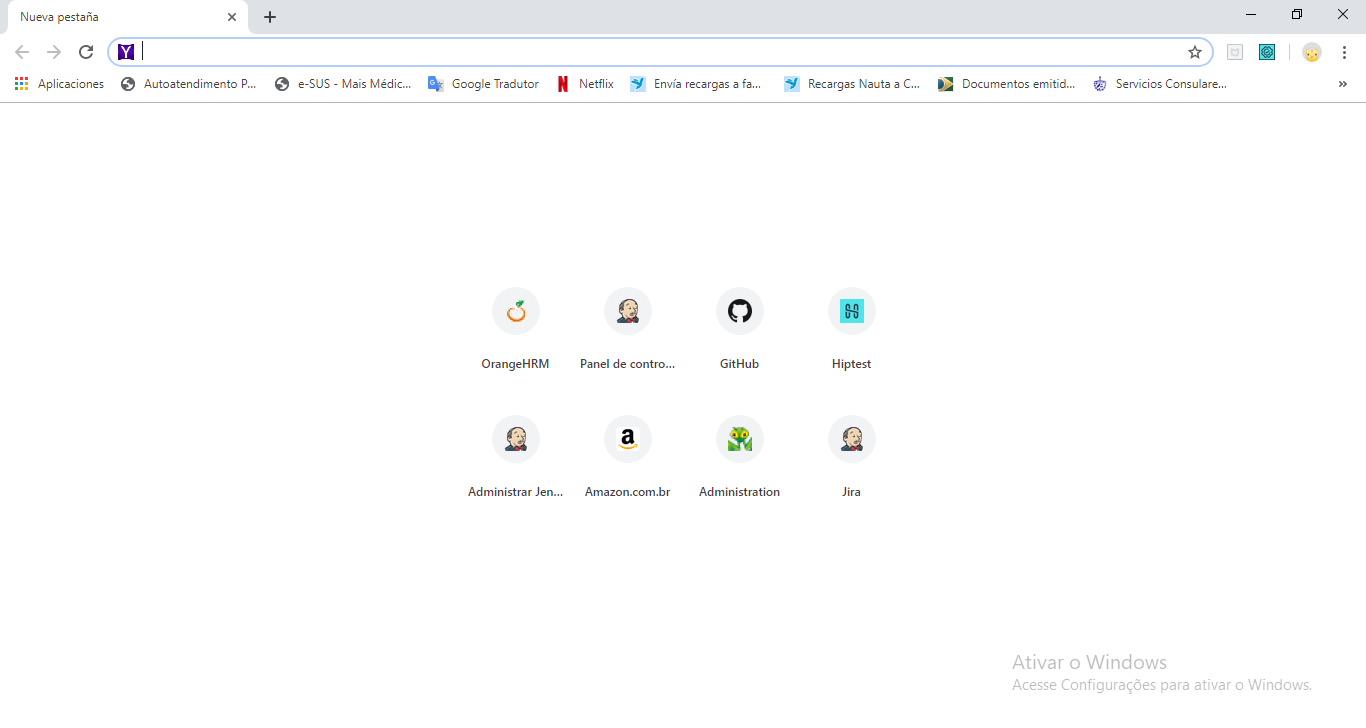 Nueva pestaña
Aplicaciones Autoatendimento P... e-SUS - Mais Médic... Google Tradutor Netflix Envía recargas a fa... Recargas Nauta a C... Documentos emitid... Servicios Consulare... »
OrangeHRM Panel de contro... GitHub Hiptest
Administrar Jen... Amazon.com.br Administration Jira
Ativar o Windows
Acesse Configurações para ativar o Windows.